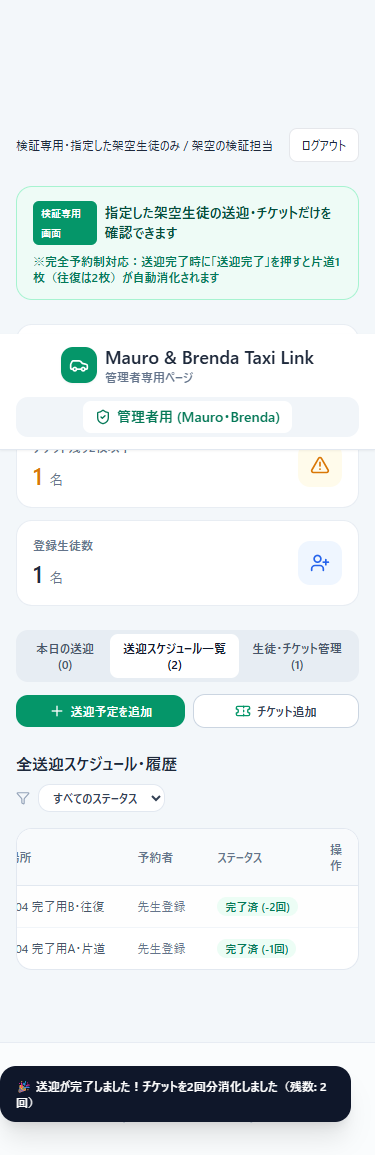 検証専用・指定した架空生徒のみ / 架空の検証担当
ログアウト
検証専用
画面
指定した架空生徒の送迎・チケットだけを
確認できます
※完全予約制対応：送迎完了時に「送迎完了」を押すと片道1
枚（往復は2枚）が自動消化されます
Mauro & Brenda Taxi Link
管理者専用ページ
管理者用 (Mauro・Brenda)
1 名
登録生徒数
1 名
本日の送迎
(0)
送迎スケジュール一覧
(2)
生徒・チケット管理
(1)
送迎予定を追加
チケット追加
全送迎スケジュール・履歴
すべてのステータス
所 予約者 ステータス 操
作
04 完了用B・往復 先生登録 完了済 (-2回)
04 完了用A・片道 先生登録 完了済 (-1回)
🎉 送迎が完了しました！チケットを2回分消化しました（残数: 2
回）